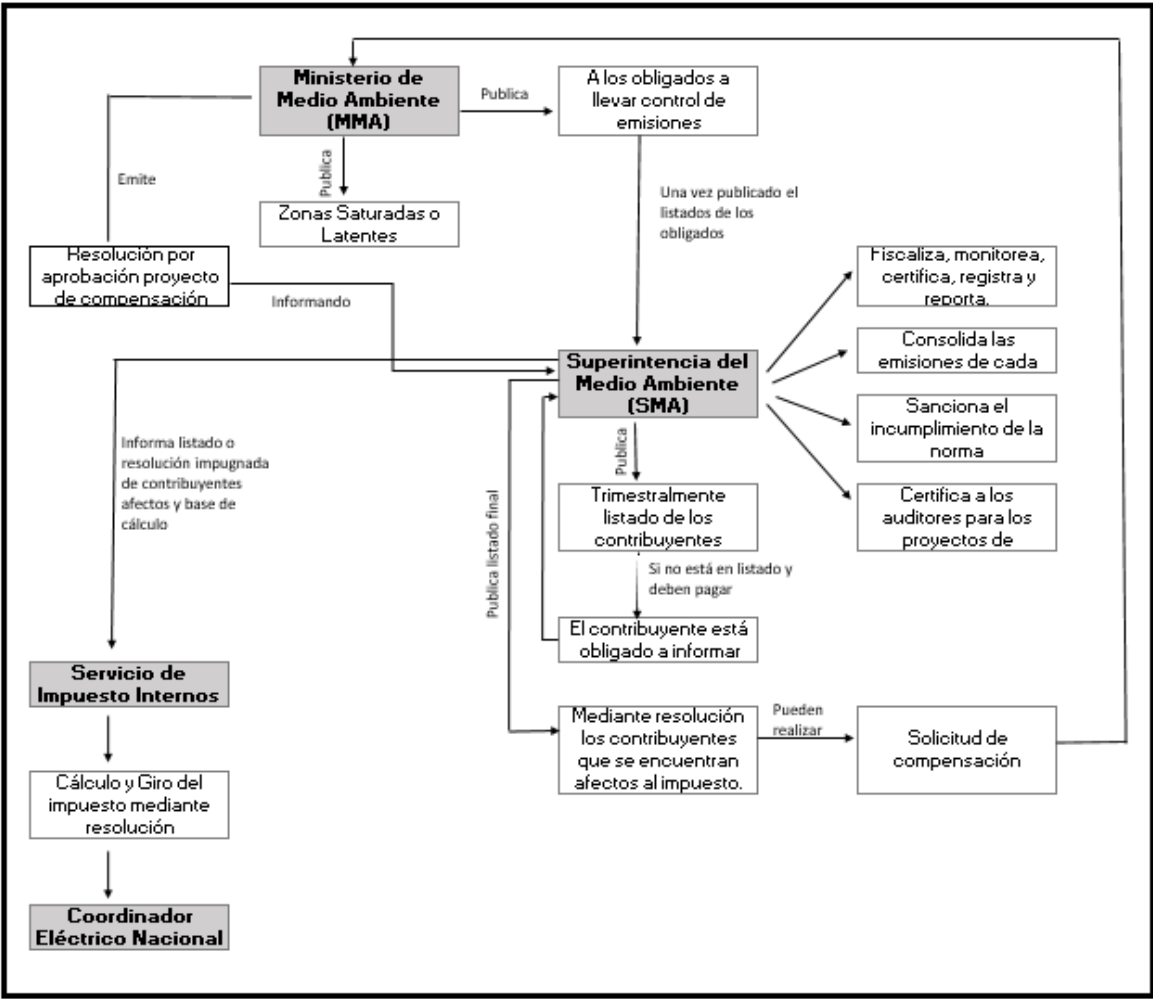 Ministerio de
Medio Ambiente
(MMA)
Publica
A los obligados a
llevar control de
emisiones
Emite
Publica
Zonas Saturadas o
Latentes
Una vez publicado el
listados de los
obligados
Resolución por
aprobación proyecto
de compensación
Informando
Fiscaliza, monitorea,
certifica, registra y
reporta.
Consolida las
emisiones de cada
Superintencia del
Medio Ambiente
(SMA)
Sanciona el
incumplimiento de la
norma
Certifica a los
auditores para los
proyectos de
Informa listado o
resolución impugnada
de contribuyentes
afectos y base de
cálculo
Publica
Trimestralmente
listado de los
contribuyentes
Publica listado final
Si no está en listado y
deben pagar
El contribuyente está
obligado a informar
Servicio de
Impuesto Internos
Mediante resolución
los contribuyentes
que se encuentran
afectos al impuesto.
Pueden
realizar
Solicitud de
compensación
Cálculo y Giro del
impuesto mediante
resolución
Coordinador
Eléctrico Nacional